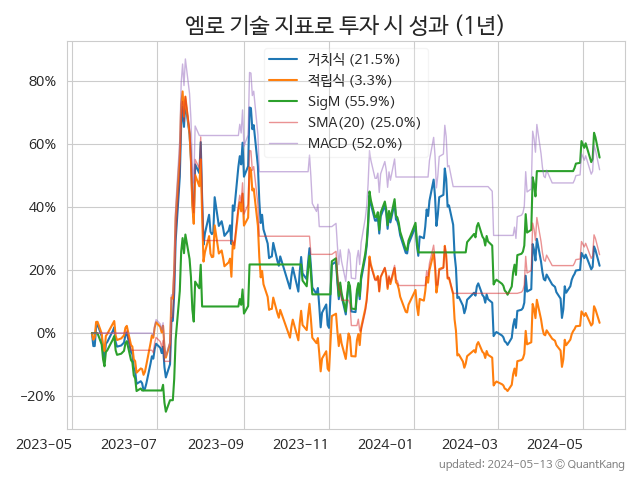 엠로 기술 지표로 투자 시 성과 (1년)
거치식 (21.5%)
적립식 (3.3%)
SigM (55.9%)
SMA(20) (25.0%)
MACD (52.0%)
80%
60%
40%
20%
0%
−20%
2023-05 2023-07 2023-09 2023-11 2024-01 2024-03 2024-05
updated: 2024-05-13 ⓒ QuantKang